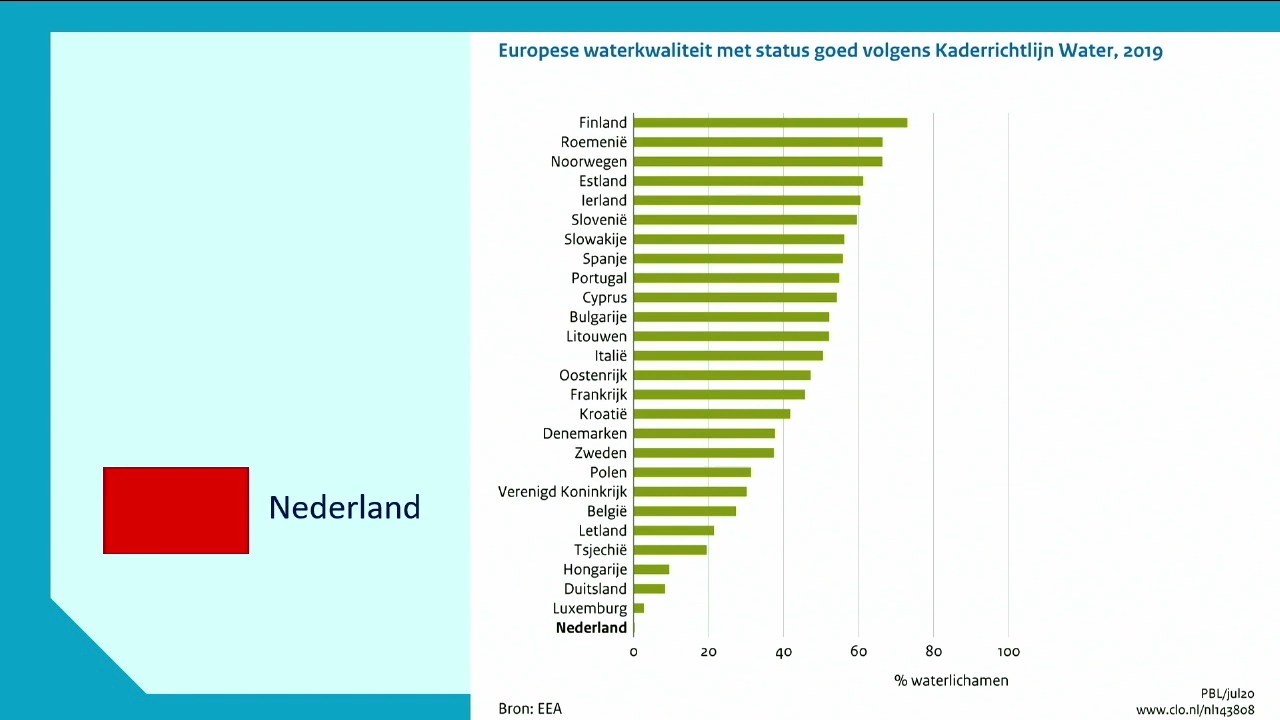 Europese waterkwaliteit met status goed volgens Kaderrichtlijn Water, 2019
Finland
Roemenië
Noorwegen
Estland
Ierland
Slovenië
Slowakije
Spanje
Portugal
Cyprus
Bulgarije
Litouwen
Italië
Oostenrijk
Frankrijk
Kroatië
Denemarken
Zweden
Polen
Verenigd Koninkrijk
België
Letland
Tsjechië
Hongarije
Duitsland
Luxemburg
Nederland
0 20 40 60 80 100
% waterlichamen
Bron: EEA
PBL/jul20
www.clo.nl/nl143808
Nederland